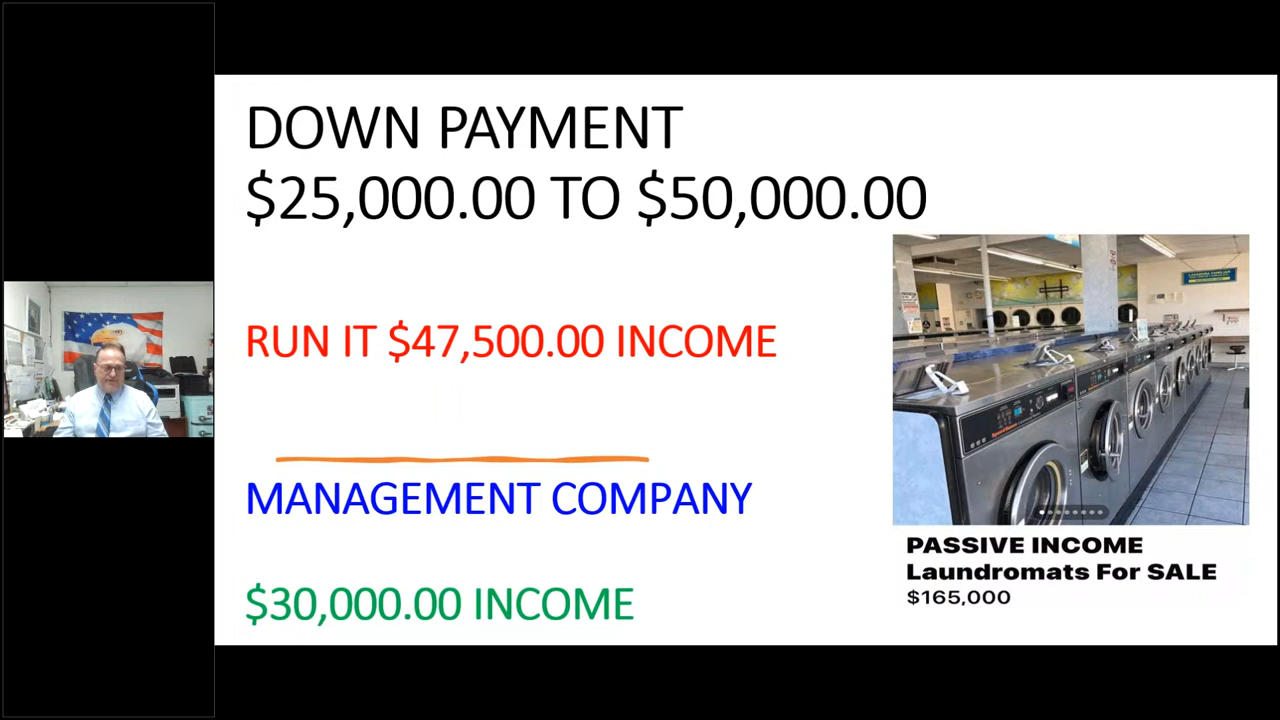 DOWN PAYMENT
$25,000.00 TO $50,000.00
RUN IT $47,500.00 INCOME
MANAGEMENT COMPANY
$30,000.00 INCOME
PASSIVE INCOME
Laundromats For SALE
$165,000